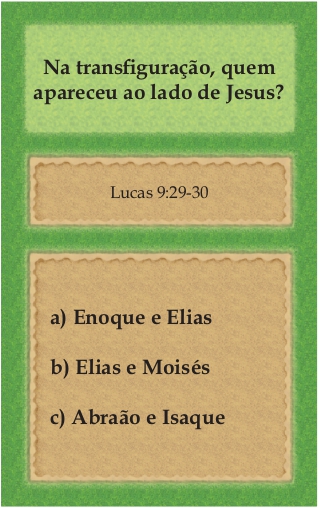 Na transfiguração, quem
apareceu ao lado de Jesus?
Lucas 9:29-30
a) Enoque e Elias
b) Elias e Moisés
c) Abraão e Isaque